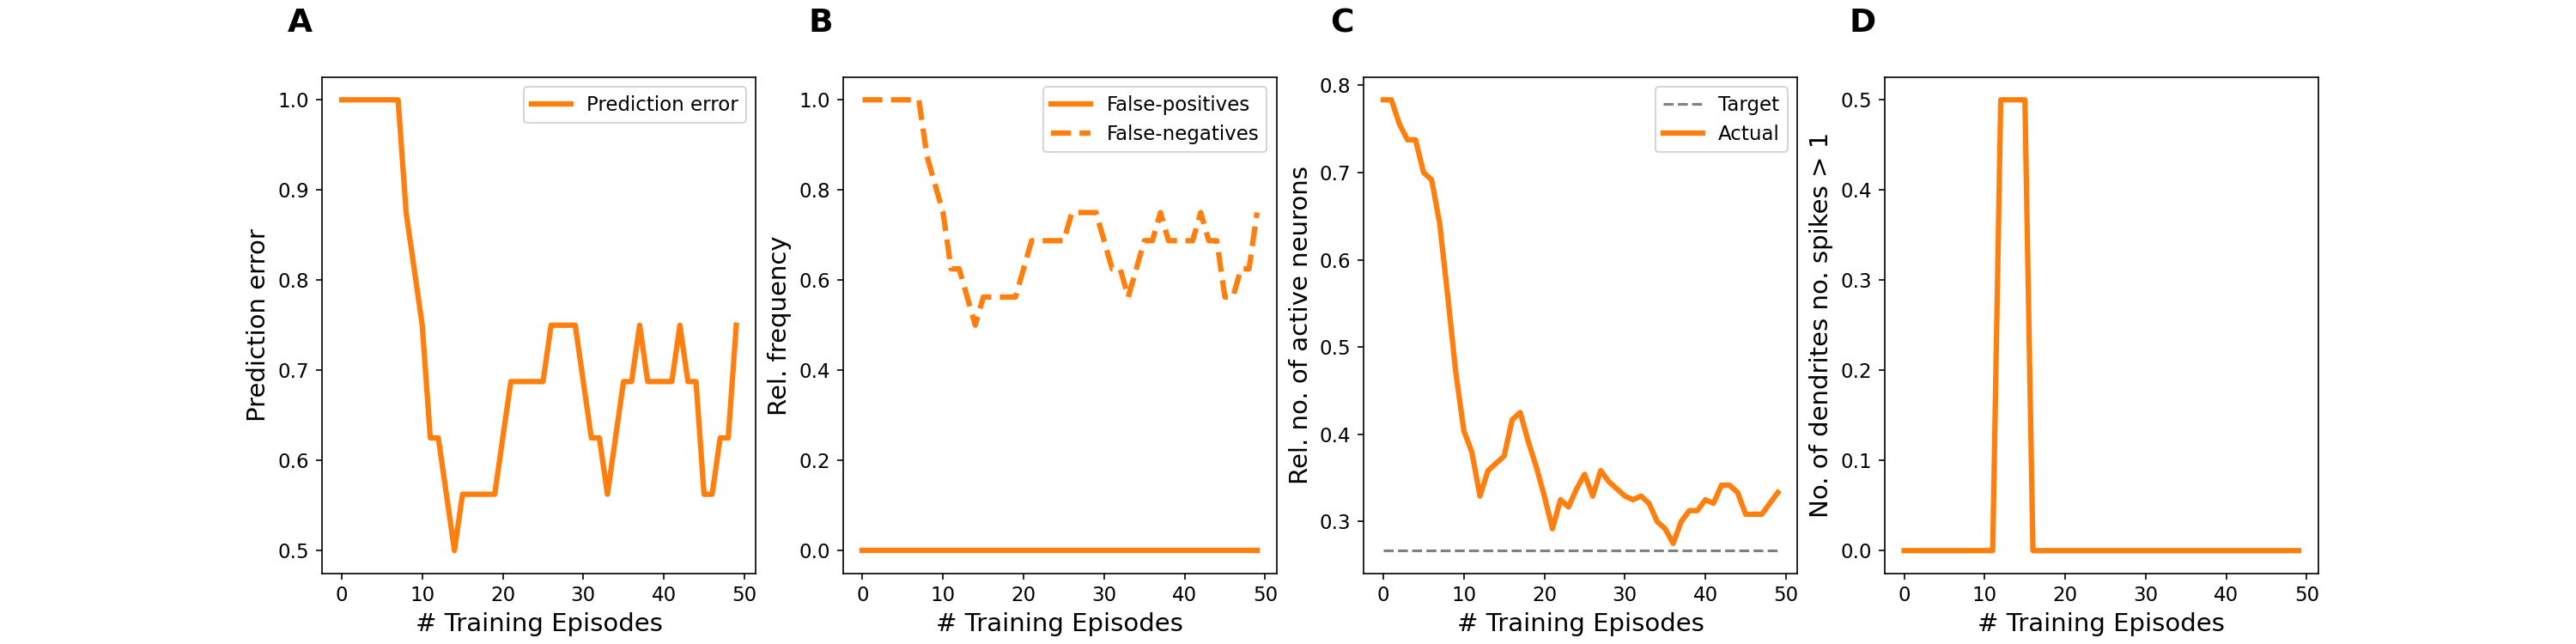 A
Prediction error
1.0
0.9
0.8
0.7
0.6
0.5
0 10 20 30 40 50
# Training Episodes
Prediction error
B
Rel. frequency
1.0
0.8
0.6
0.4
0.2
0.0
0 10 20 30 40 50
# Training Episodes
False-positives
False-negatives
C
Rel. no. of active neurons
0.8
0.7
0.6
0.5
0.4
0.3
0 10 20 30 40 50
# Training Episodes
Target
Actual
D
No. of dendrites no. spikes > 1
0.5
0.4
0.3
0.2
0.1
0.0
0 10 20 30 40 50
# Training Episodes